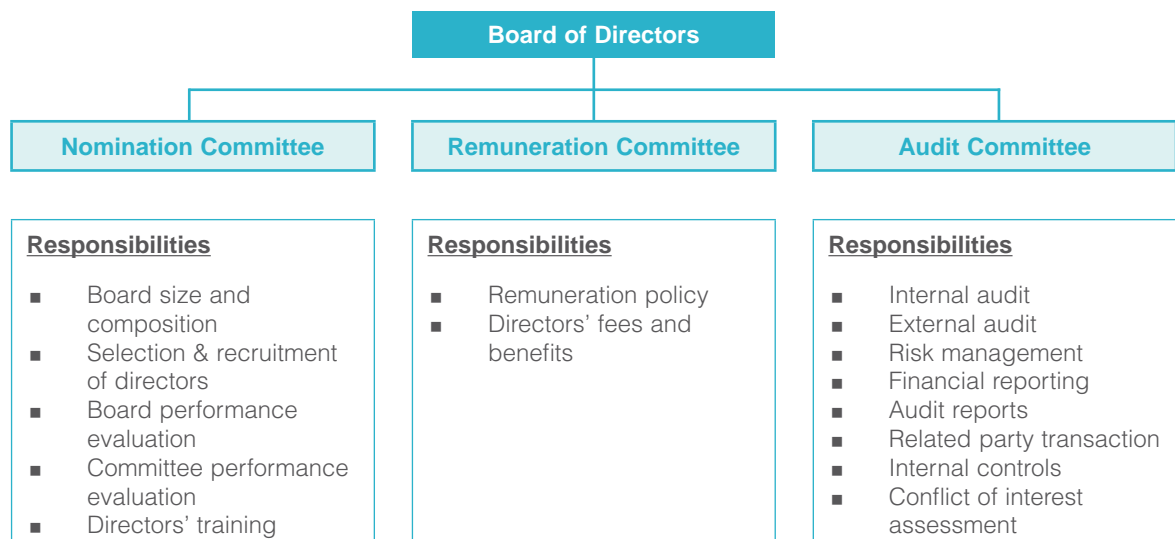 Board of Directors
Nomination Committee
Remuneration Committee
Audit Committee
Responsibilities
■ Board size and
composition
■ Selection & recruitment
of directors
■ Board performance
evaluation
■ Committee performance
evaluation
■ Directors’ training
Responsibilities
■ Remuneration policy
■ Directors’ fees and
benefits
Responsibilities
■ Internal audit
■ External audit
■ Risk management
■ Financial reporting
■ Audit reports
■ Related party transaction
■ Internal controls
■ Conflict of interest
assessment